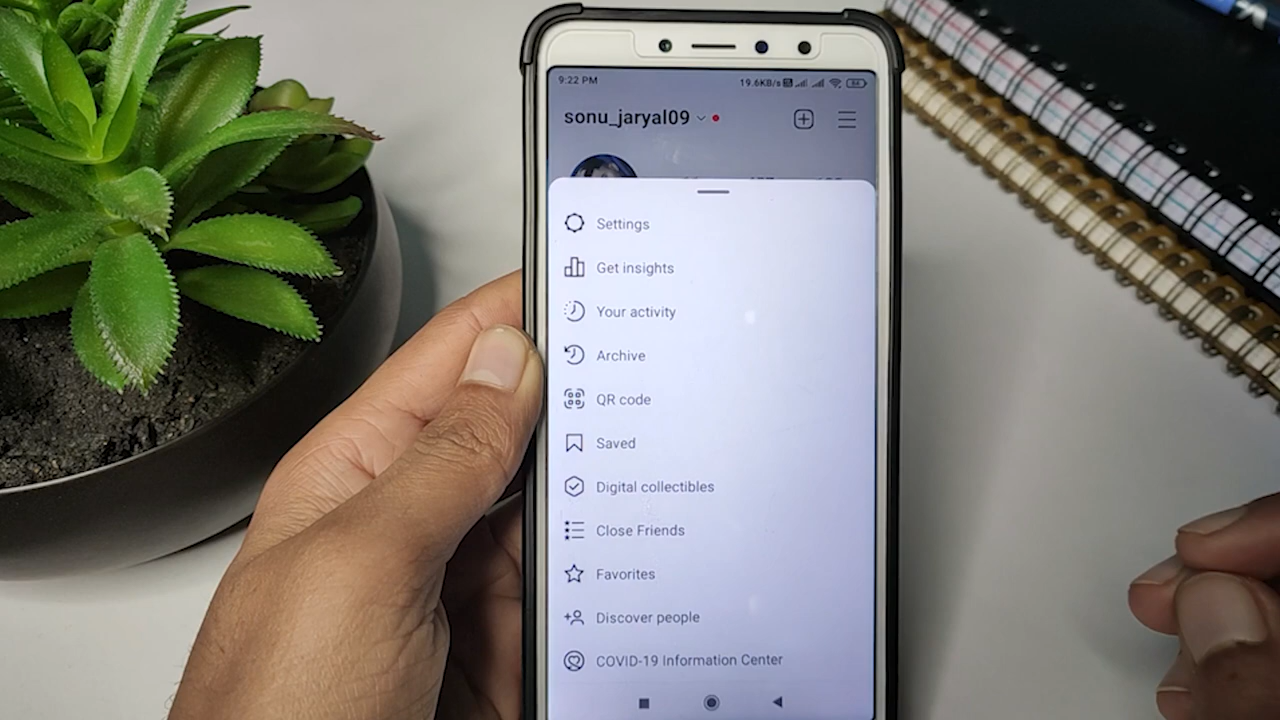 9:22 PM 19.6KB/s
sonu_jaryal09
Settings
Get insights
Your activity
Archive
QR code
Saved
Digital collectibles
Close Friends
Favorites
Discover people
COVID-19 Information Center